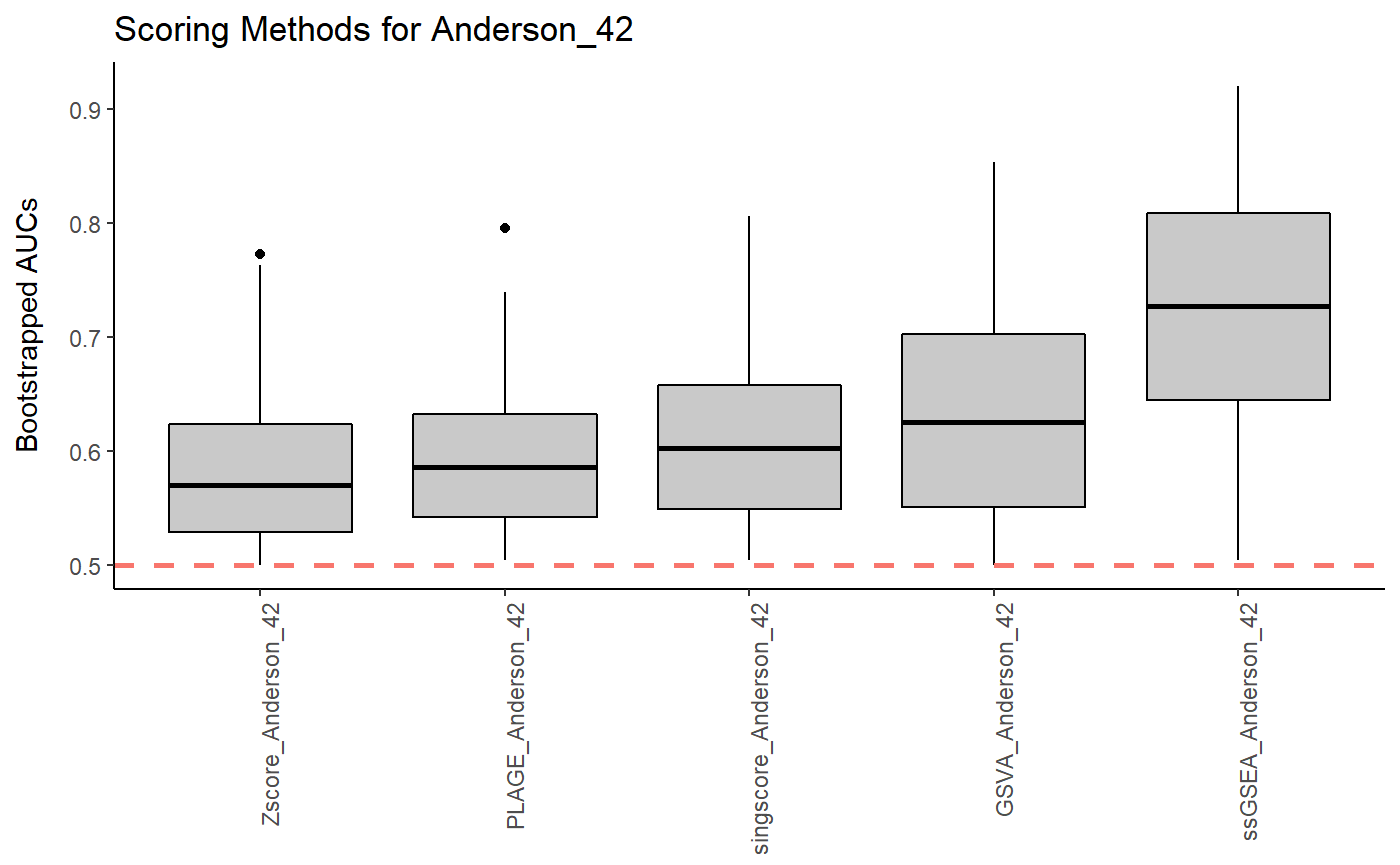 Scoring Methods for Anderson_42
Bootstrapped AUCs
0.9
0.8
0.7
0.6
0.5
Zscore_Anderson_42
PLAGE_Anderson_42
singscore_Anderson_42
GSVA_Anderson_42
ssGSEA_Anderson_42